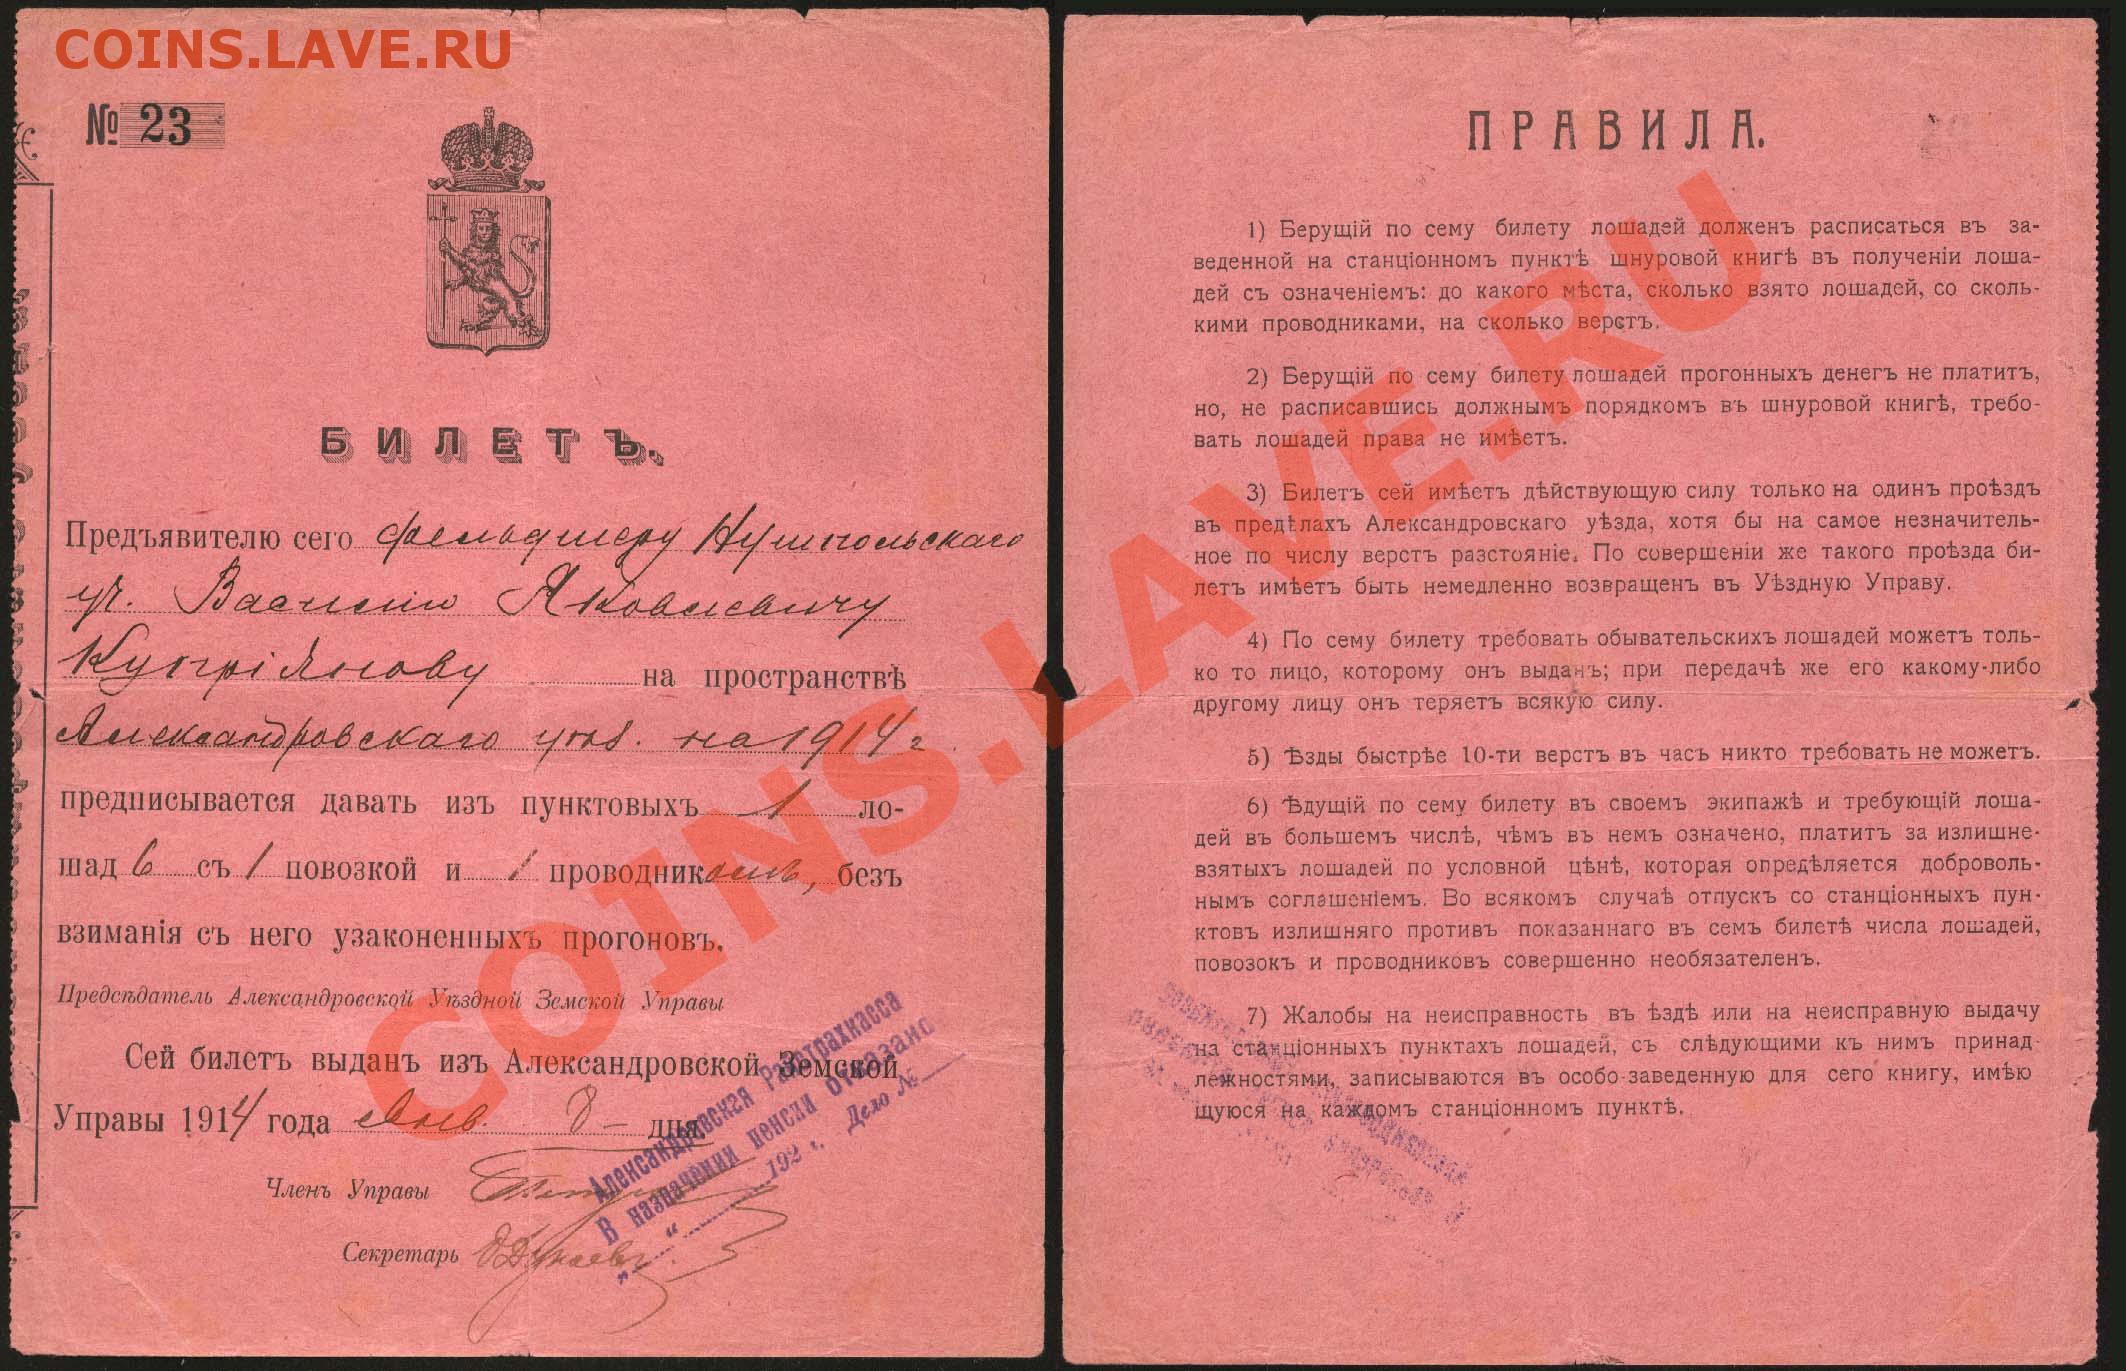 COINS.LAVE.RU
№ 23
БИЛЕТЪ.
Предъявителю сего фельдшеру Кушпольскаго
уч. Василію Яковлевичу
Купріянову на пространствѣ
Александровскаго уѣзд. на 1914 г.
предписывается давать изъ пунктовыхъ 1 ло-
шад ь съ 1 повозкой и 1 проводникомъ, безъ
взиманія съ него узаконенныхъ прогоновъ.
Предсѣдатель Александровской Уѣздной Земской Управы
Сей билетъ выданъ изъ Александровской Земской
Управы 1914 года Янв. 8 дня.
Членъ Управы
Секретарь
Александровская Райстрахкасса
В назначении пенсии отказано
" " 192 г. Дело №
ПРАВИЛА.
1) Берущій по сему билету лошадей долженъ расписаться въ за-
веденной на станціонномъ пунктѣ шнуровой книгѣ въ полученіи лоша-
дей съ означеніемъ: до какого мѣста, сколько взято лошадей, со сколь-
кими проводниками, на сколько верстъ.
2) Берущій по сему билету лошадей прогонныхъ денегъ не платитъ,
но, не расписавшись должнымъ порядкомъ въ шнуровой книгѣ, требо-
вать лошадей права не имѣетъ.
3) Билетъ сей имѣетъ дѣйствующую силу только на одинъ проѣздъ
въ предѣлахъ Александровскаго уѣзда, хотя бы на самое незначитель-
ное по числу верстъ разстояніе. По совершеніи же такого проѣзда би-
летъ имѣетъ быть немедленно возвращенъ въ Уѣздную Управу.
4) По сему билету требовать обывательскихъ лошадей можетъ толь-
ко то лицо, которому онъ выданъ; при передачѣ же его какому-либо
другому лицу онъ теряетъ всякую силу.
5) Ѣзды быстрѣе 10-ти верстъ въ часъ никто требовать не можетъ.
6) Ѣдущій по сему билету въ своемъ экипажѣ и требующій лоша-
дей въ большемъ числѣ, чѣмъ въ немъ означено, платитъ за излишне-
взятыхъ лошадей по условной цѣнѣ, которая опредѣляется доброволь-
нымъ соглашеніемъ. Во всякомъ случаѣ отпускъ со станціонныхъ пун-
ктовъ излишняго противъ показаннаго въ семъ билетѣ числа лошадей,
повозокъ и проводниковъ совершенно необязателенъ.
7) Жалобы на неисправность въ ѣздѣ или на неисправную выдачу
на станціонныхъ пунктахъ лошадей, съ слѣдующими къ нимъ принад
лежностями, записываются въ особо-заведенную для сего книгу, имѣю
щуюся на каждомъ станціонномъ пунктѣ.
COINS.LAVE.RU